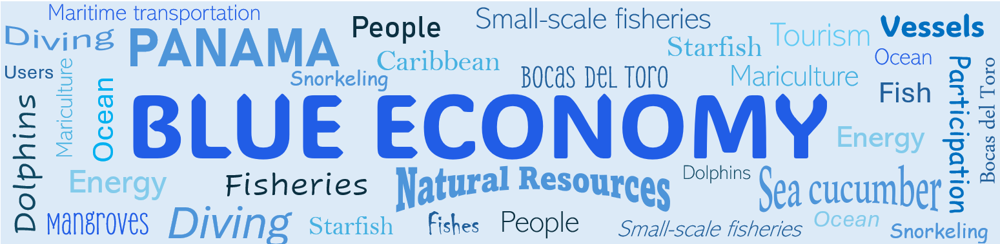 Maritime transportation
Small-scale fisheries
Diving
PANAMA
People
Vessels
Tourism
Starfish
Caribbean
Ocean
Users
Mariculture
Snorkeling
Bocas del Toro
Mariculture
Participation
Bocas del Toro
Ocean
Fish
Dolphins
BLUE ECONOMY
Energy
Energy
Fisheries
Natural Resources
Dolphins
Sea cucumber
Mangroves
Diving
Starfish
Fishes
People
Small-scale fisheries
Ocean
Snorkeling